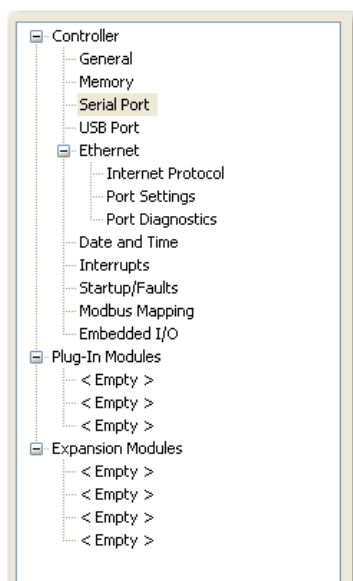 Controller
General
Memory
Serial Port
USB Port
Ethernet
Internet Protocol
Port Settings
Port Diagnostics
Date and Time
Interrupts
Startup/Faults
Modbus Mapping
Embedded I/O
Plug-In Modules
< Empty >
< Empty >
< Empty >
Expansion Modules
< Empty >
< Empty >
< Empty >
< Empty >